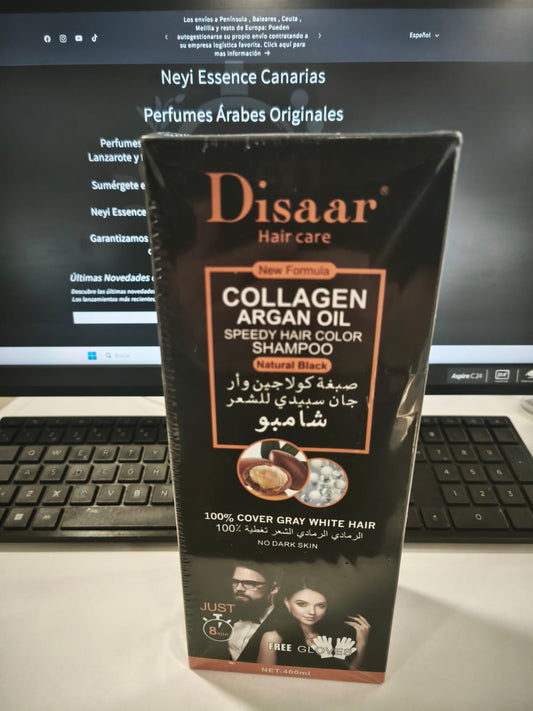 Los envíos a Península , Baleares , Ceuta ,
Melilla y resto de Europa: Pueden
autogestionarse su propio envío contratando a
su empresa logística favorita. Click aquí para
mas información →
Español
Neyi Essence Canarias
Perfumes Árabes Originales
Perfumes
Lanzarote y
Sumérgete e
Neyi Essence
Garantizamos
Últimas Novedades
Descubre las últimas novedades
Los lanzamientos más recientes
Buscar
Aspire C24
Disaar®
Hair care
New Formula
COLLAGEN
ARGAN OIL
SPEEDY HAIR COLOR
SHAMPOO
Natural Black
صبغة كولاجين وأر
جان سبيدي للشعر
شامبو
100% COVER GRAY WHITE HAIR
الرمادي الرمادي الشعر تغطية 100٪
NO DARK SKIN
JUST
8min
FREE GLOVES
NET:400ml